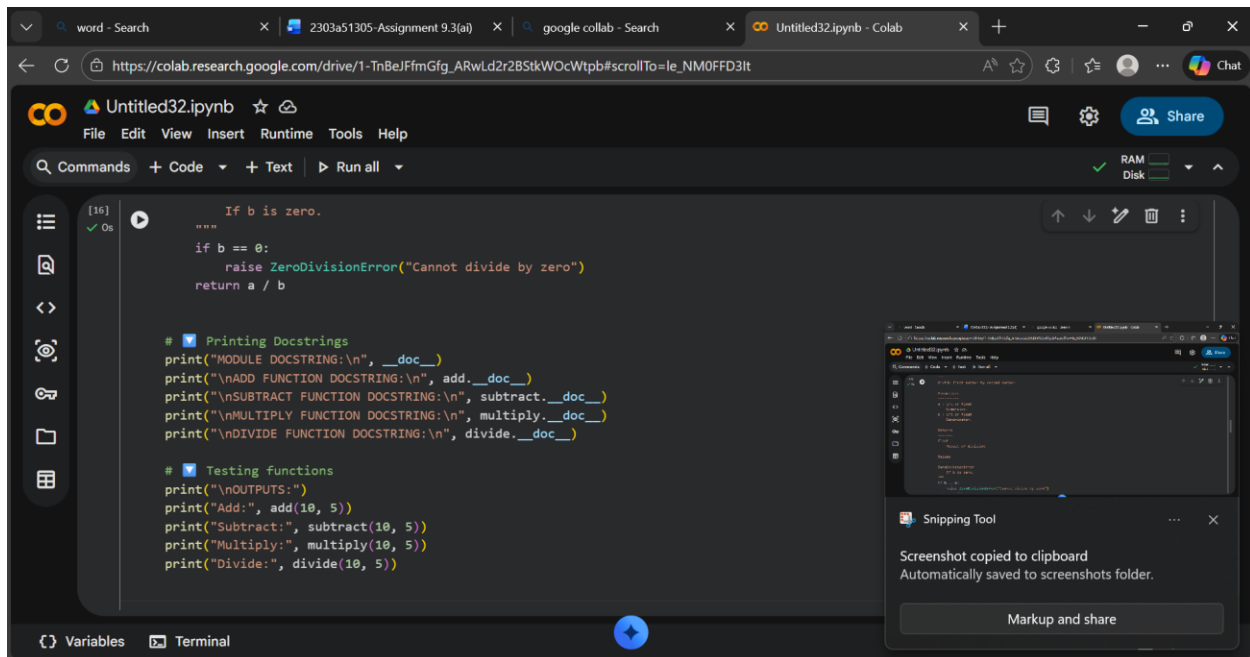 word - Search
2303a51305-Assignment 9.3(ai)
google collab - Search
Untitled32.ipynb - Colab
https://colab.research.google.com/drive/1-TnBeJFfmGfg_ARwLd2r2BStkWOcWtpb#scrollTo=le_NM0FFD3It
Chat
Untitled32.ipynb
File Edit View Insert Runtime Tools Help
Share
Commands + Code + Text Run all
RAM
Disk
[16]
0s
If b is zero.
"""
if b == 0:
raise ZeroDivisionError("Cannot divide by zero")
return a / b
# 🔽 Printing Docstrings
print("MODULE DOCSTRING:\n", __doc__)
print("\nADD FUNCTION DOCSTRING:\n", add.__doc__)
print("\nSUBTRACT FUNCTION DOCSTRING:\n", subtract.__doc__)
print("\nMULTIPLY FUNCTION DOCSTRING:\n", multiply.__doc__)
print("\nDIVIDE FUNCTION DOCSTRING:\n", divide.__doc__)
# 🔽 Testing functions
print("\nOUTPUTS:")
print("Add:", add(10, 5))
print("Subtract:", subtract(10, 5))
print("Multiply:", multiply(10, 5))
print("Divide:", divide(10, 5))
Snipping Tool
Screenshot copied to clipboard
Automatically saved to screenshots folder.
Markup and share
{} Variables
Terminal